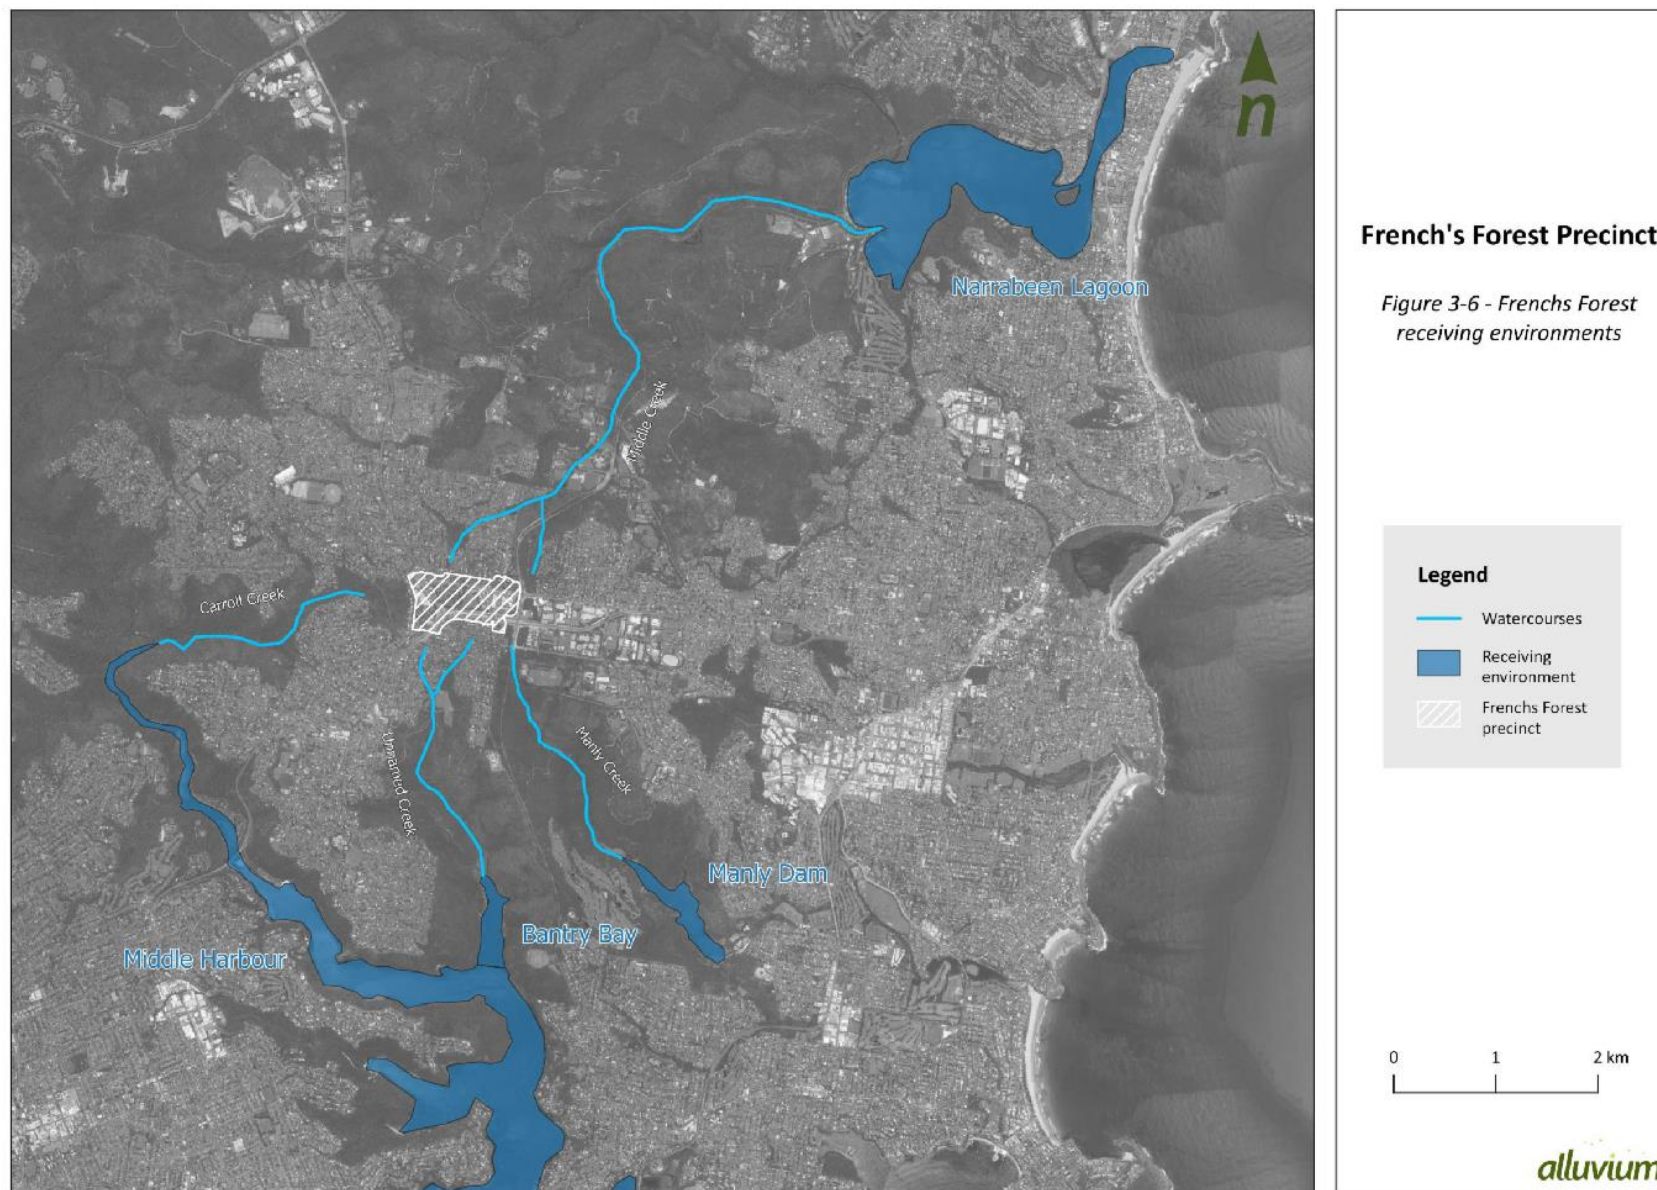 n
Narrabeen Lagoon
Middle Creek
Carroll Creek
Unnamed Creek
Manly Creek
Manly Dam
Bantry Bay
Middle Harbour
French's Forest Precinct
Figure 3-6 - Frenchs Forest
receiving environments
Legend
Watercourses
Receiving
environment
Frenchs Forest
precinct
0 1 2 km
alluvium